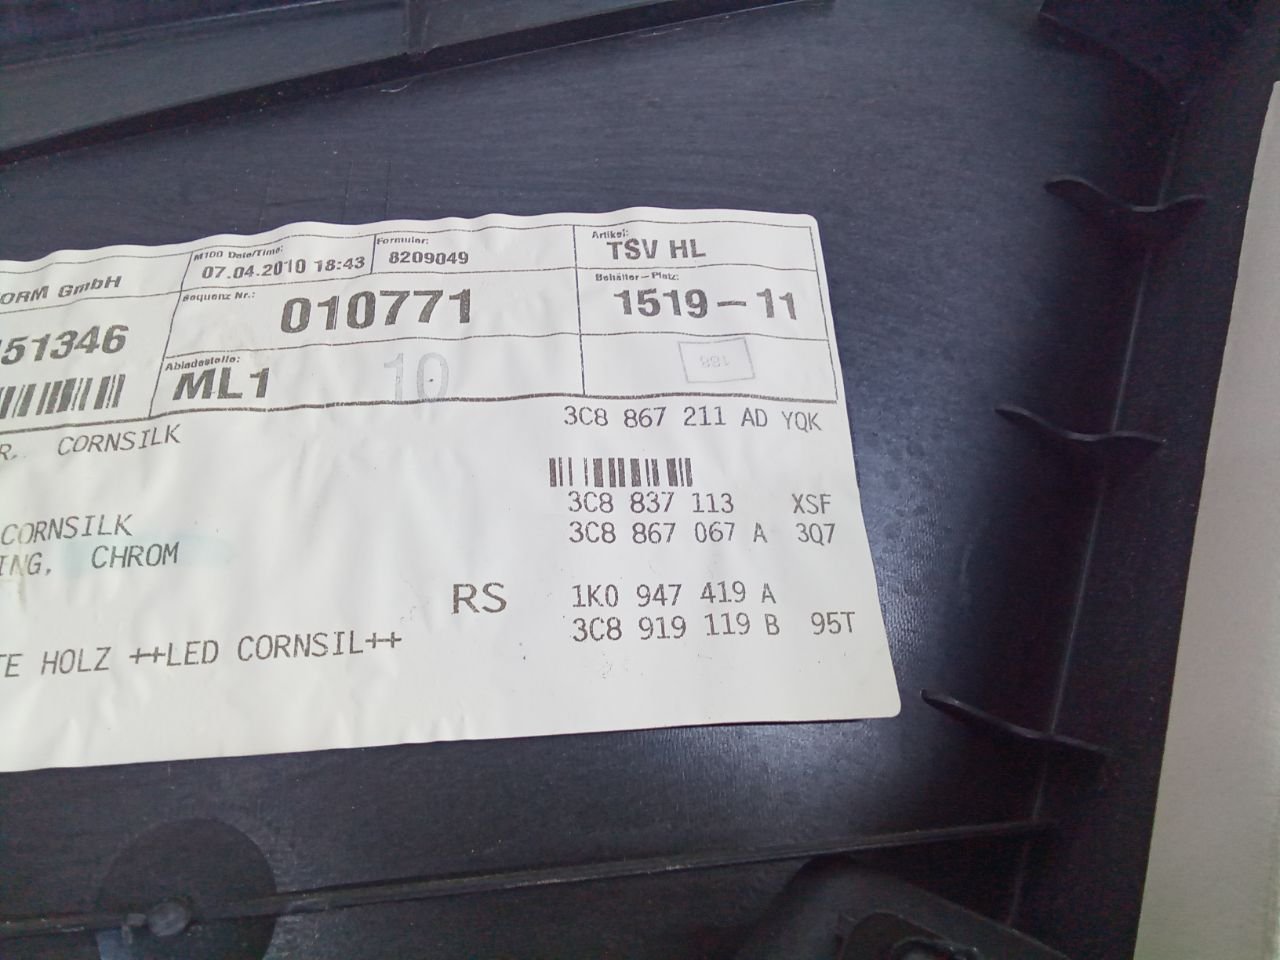 ORM GmbH
M100 Date/Time:
07.04.2010 18:43
Formular:
8209049
Artikel:
TSV HL
51346
Sequenz Nr.:
010771
Behälter-Platz:
1519-11
Abladestelle:
ML1
10
188
3C8 867 211 AD YQK
R. CORNSILK
CORNSILK
3C8 837 113 XSF
ING, CHROM
3C8 867 067 A 3Q7
RS
1K0 947 419 A
TE HOLZ ++LED CORNSIL++
3C8 919 119 B 95T